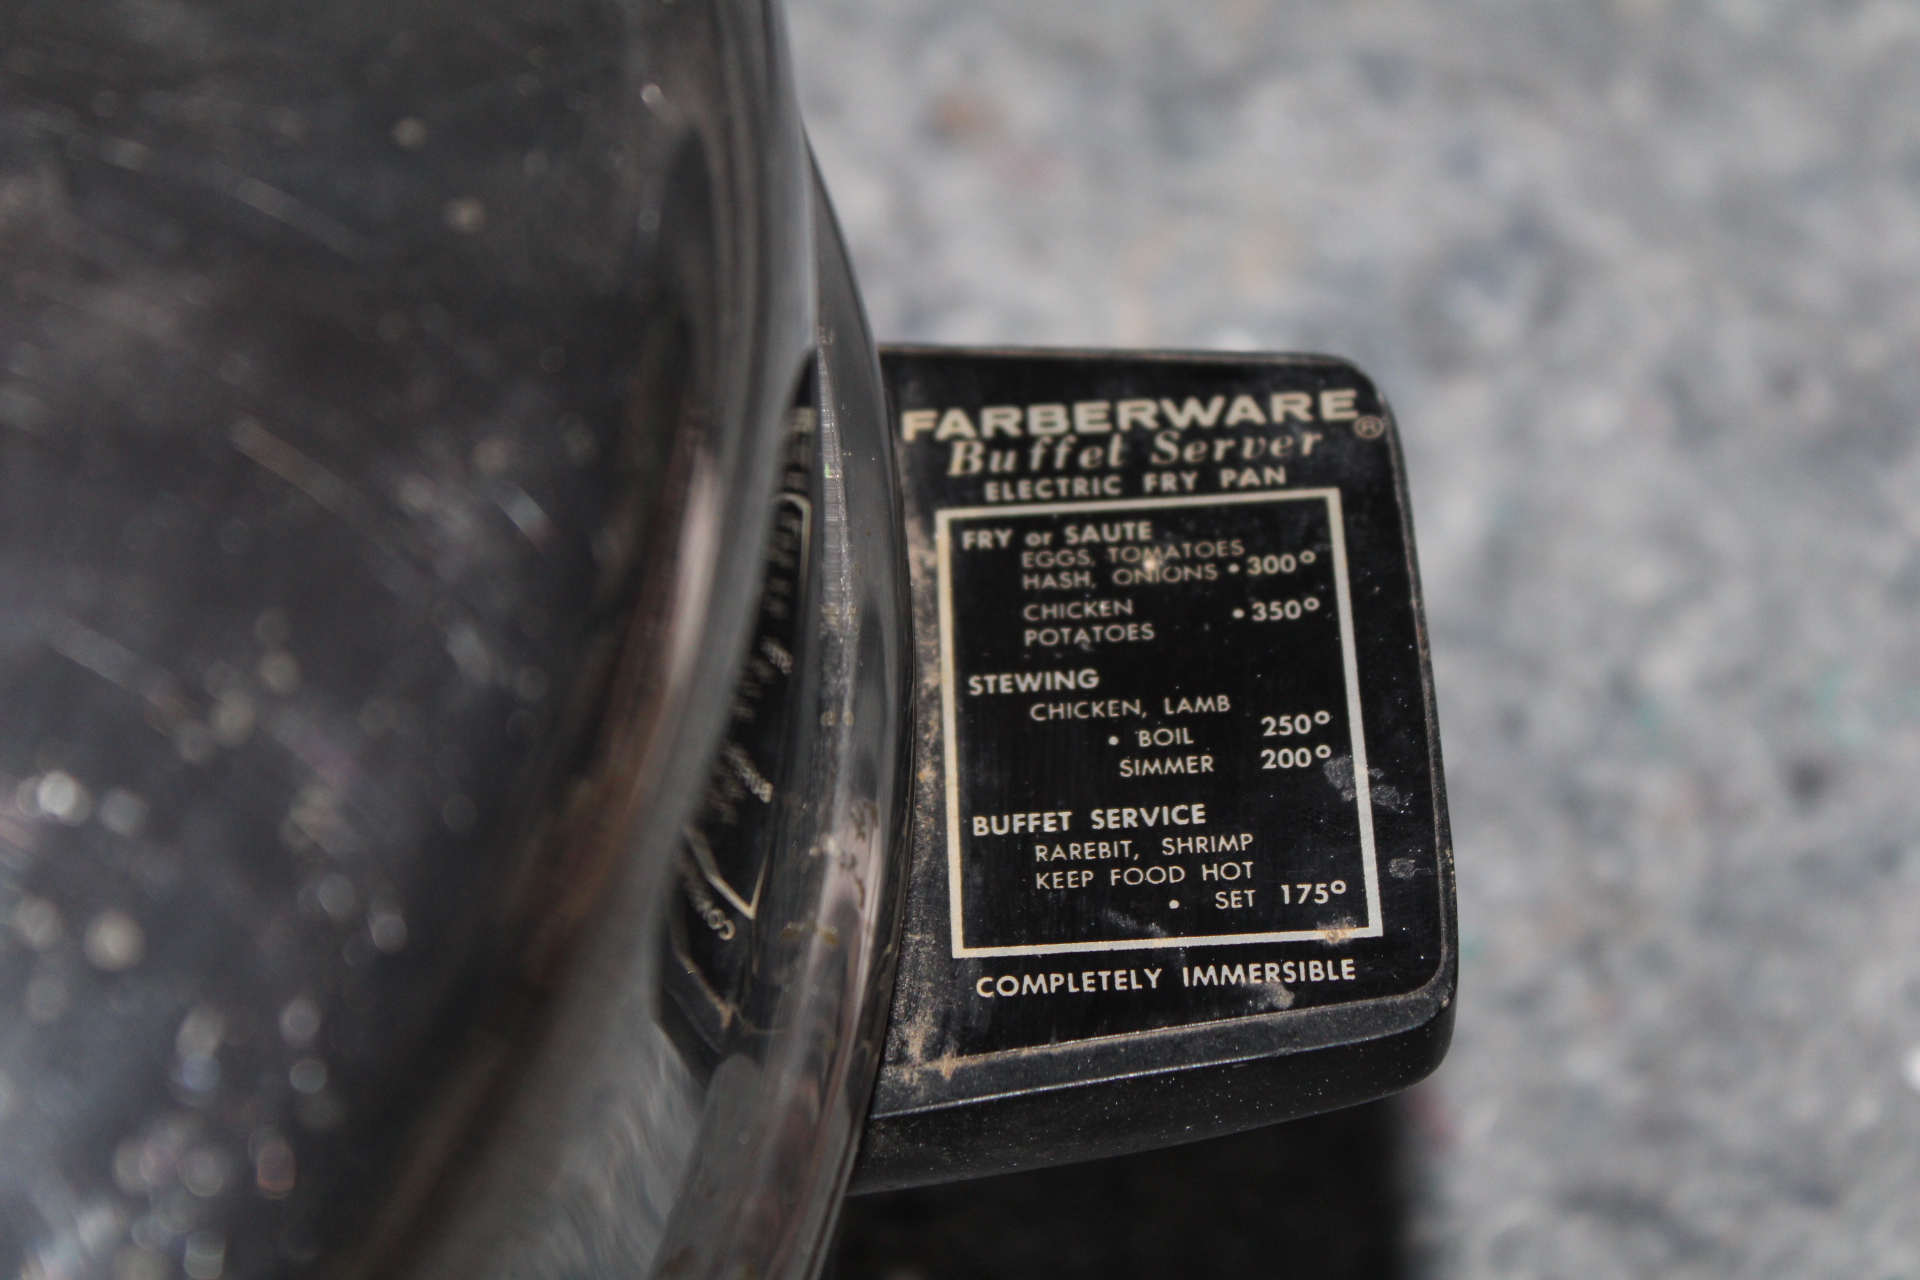 FARBERWARE®
Buffet Server
ELECTRIC FRY PAN
FRY or SAUTE
EGGS, TOMATOES
HASH, ONIONS • 300°
CHICKEN • 350°
POTATOES
STEWING
CHICKEN, LAMB
• BOIL 250°
SIMMER 200°
BUFFET SERVICE
RAREBIT, SHRIMP
KEEP FOOD HOT
• SET 175°
COMPLETELY IMMERSIBLE